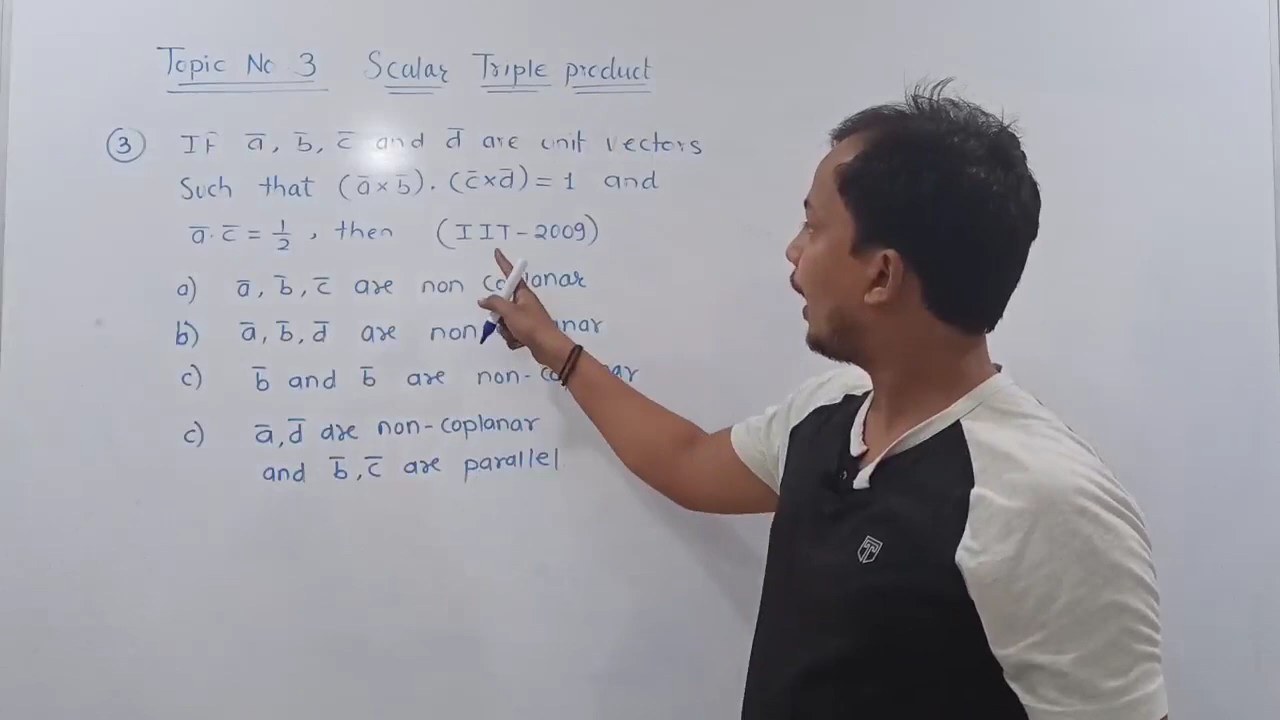 Topic No 3 Scalar Triple product
③ IF a̅, b̅, c̅ and d̅ are unit vectors
Such that (a̅×b̅).(c̅×d̅) = 1 and
a̅.c̅ = 1/2, then (IIT-2009)
a) a̅, b̅, c̅ are non coplanar
b) a̅, b̅, d̅ are non
c) b̅ and b̅ are non-
c) a̅, d̅ are non-coplanar
and b̅, c̅ are parallel